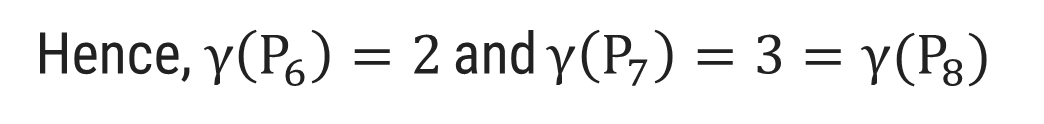 Hence, γ(P₆) = 2 and γ(P₇) = 3 = γ(P₈)